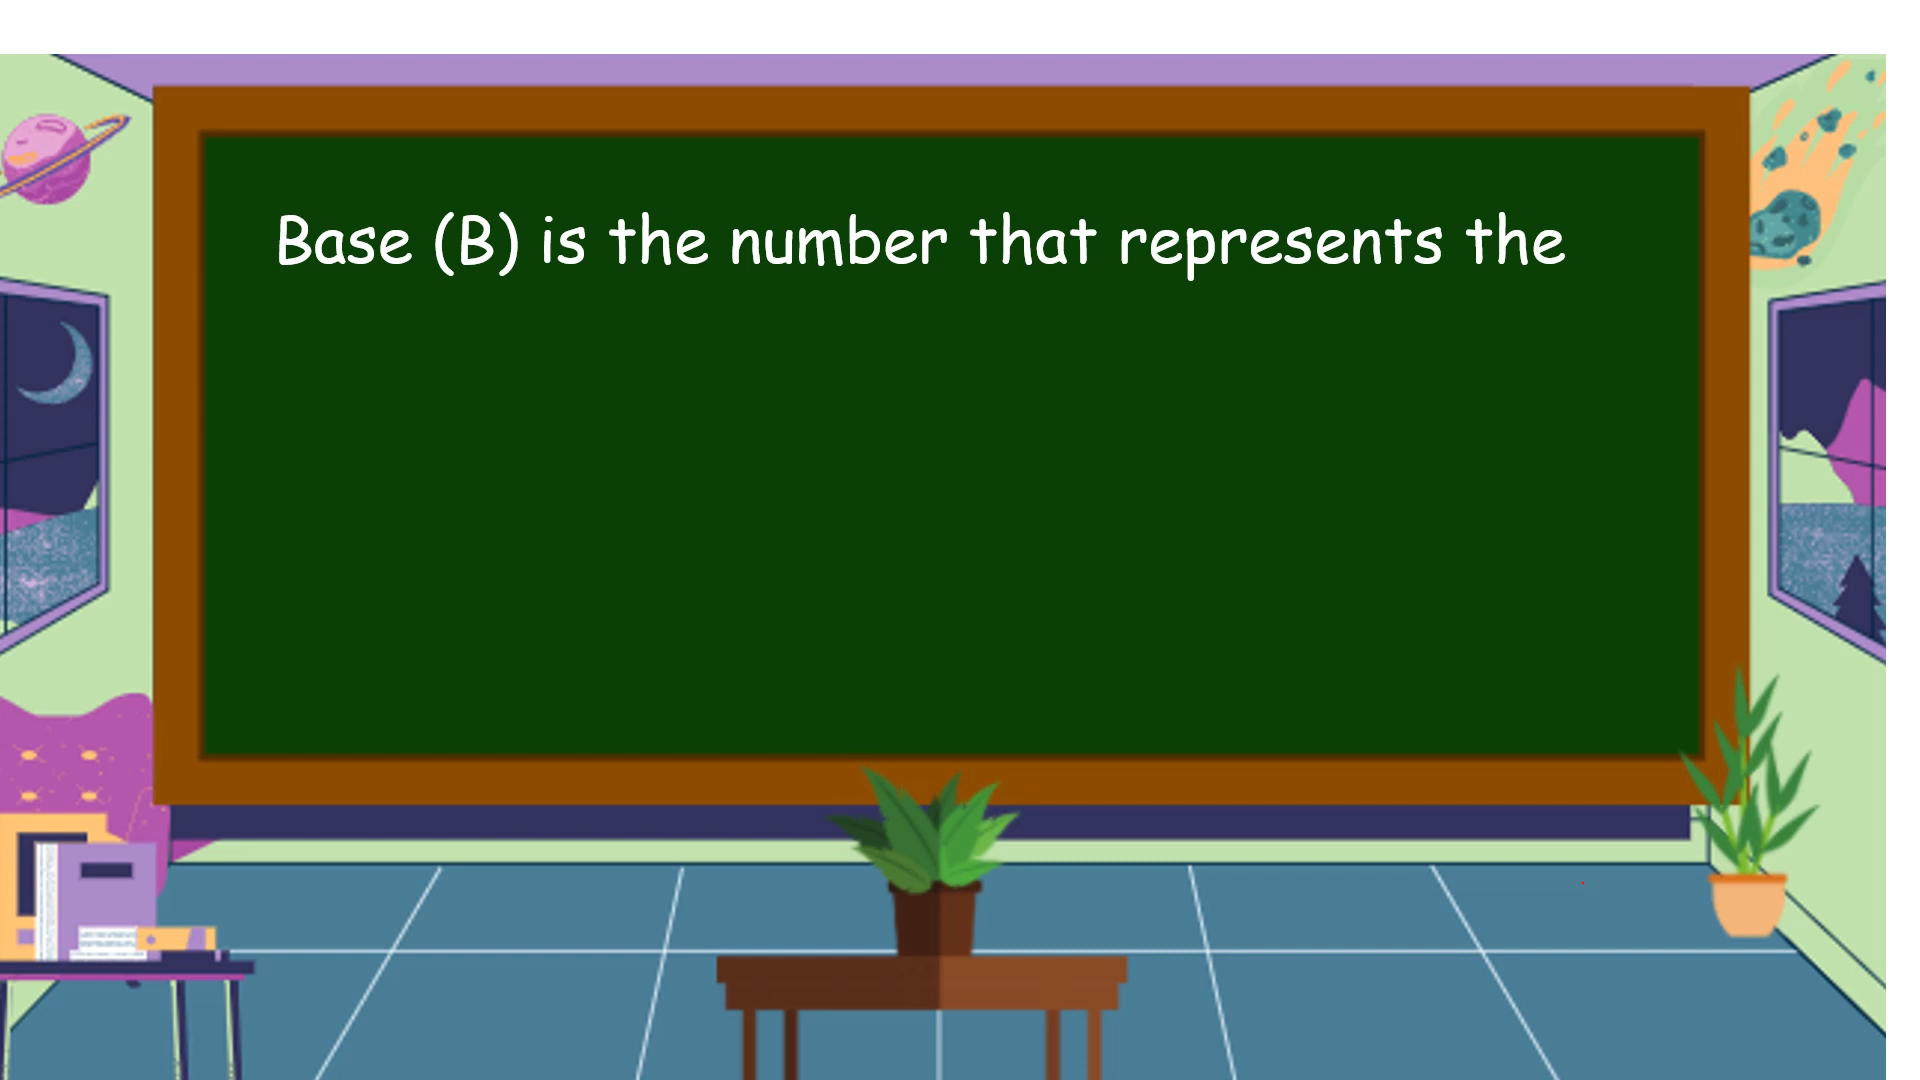 Base (B) is the number that represents the